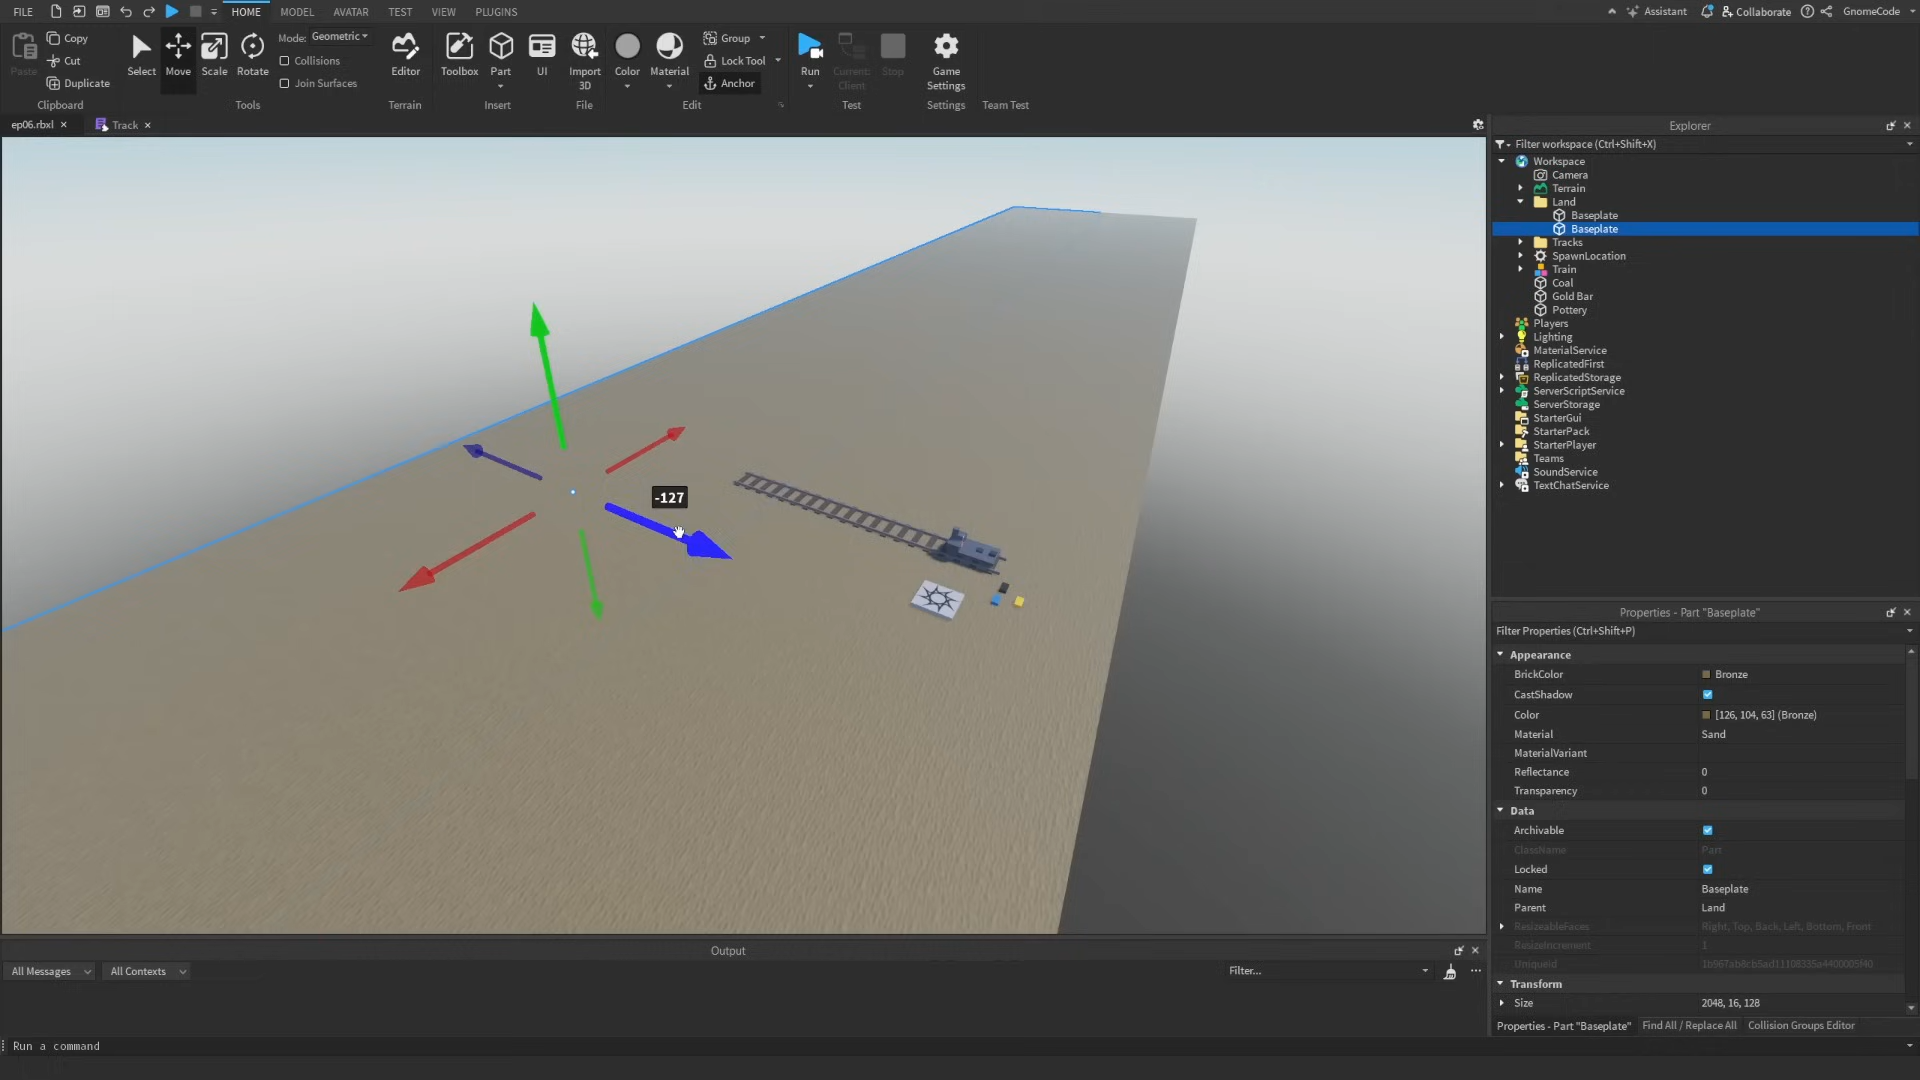 FILE HOME MODEL AVATAR TEST VIEW PLUGINS Assistant Collaborate GnomeCode
Paste Copy Cut Duplicate Clipboard
Select Move Scale Rotate Mode: Geometric Collisions Join Surfaces Tools
Editor Terrain
Toolbox Part UI Insert
Import 3D File
Color Material Group Lock Tool Anchor Edit
Run Current: Client Stop Test
Game Settings Settings
Team Test
ep06.rbxl Track
-127
Explorer
Filter workspace (Ctrl+Shift+X)
Workspace
Camera
Terrain
Land
Baseplate
Baseplate
Tracks
SpawnLocation
Train
Coal
Gold Bar
Pottery
Players
Lighting
MaterialService
ReplicatedFirst
ReplicatedStorage
ServerScriptService
ServerStorage
StarterGui
StarterPack
StarterPlayer
Teams
SoundService
TextChatService
Properties - Part "Baseplate"
Filter Properties (Ctrl+Shift+P)
Appearance
BrickColor Bronze
CastShadow
Color [126, 104, 63] (Bronze)
Material Sand
MaterialVariant
Reflectance 0
Transparency 0
Data
Archivable
ClassName Part
Locked
Name Baseplate
Parent Land
ResizeableFaces Right, Top, Back, Left, Bottom, Front
ResizeIncrement 1
UniqueId
Transform
Size 2048, 16, 128
Properties - Part "Baseplate" Find All / Replace All Collision Groups Editor
Output
All Messages All Contexts Filter...
Run a command